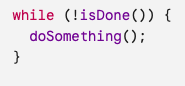 while (!isDone()) {
  doSomething();
}